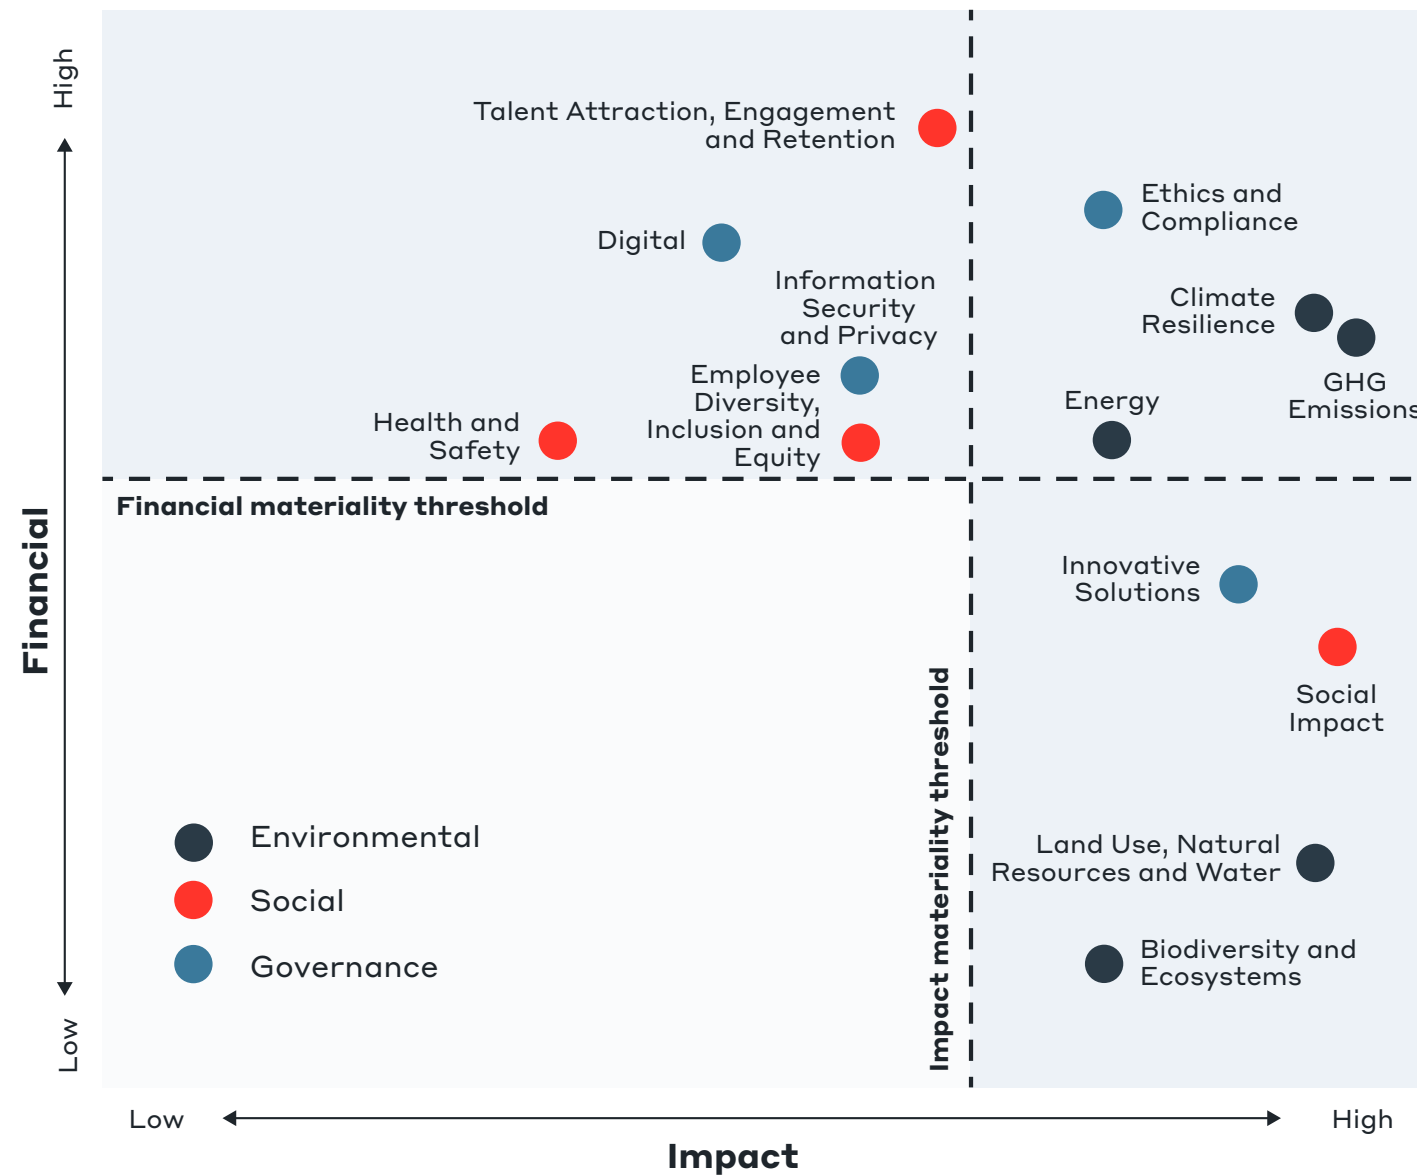 High
Talent Attraction, Engagement
and Retention
Ethics and
Compliance
Digital
Information
Security
and Privacy
Climate
Resilience
GHG
Emissions
Employee
Diversity,
Inclusion and
Equity
Energy
Health and
Safety
Financial materiality threshold
Financial
Innovative
Solutions
Social
Impact
Impact materiality threshold
Land Use, Natural
Resources and Water
Biodiversity and
Ecosystems
Environmental
Social
Governance
Low
Low
High
Impact